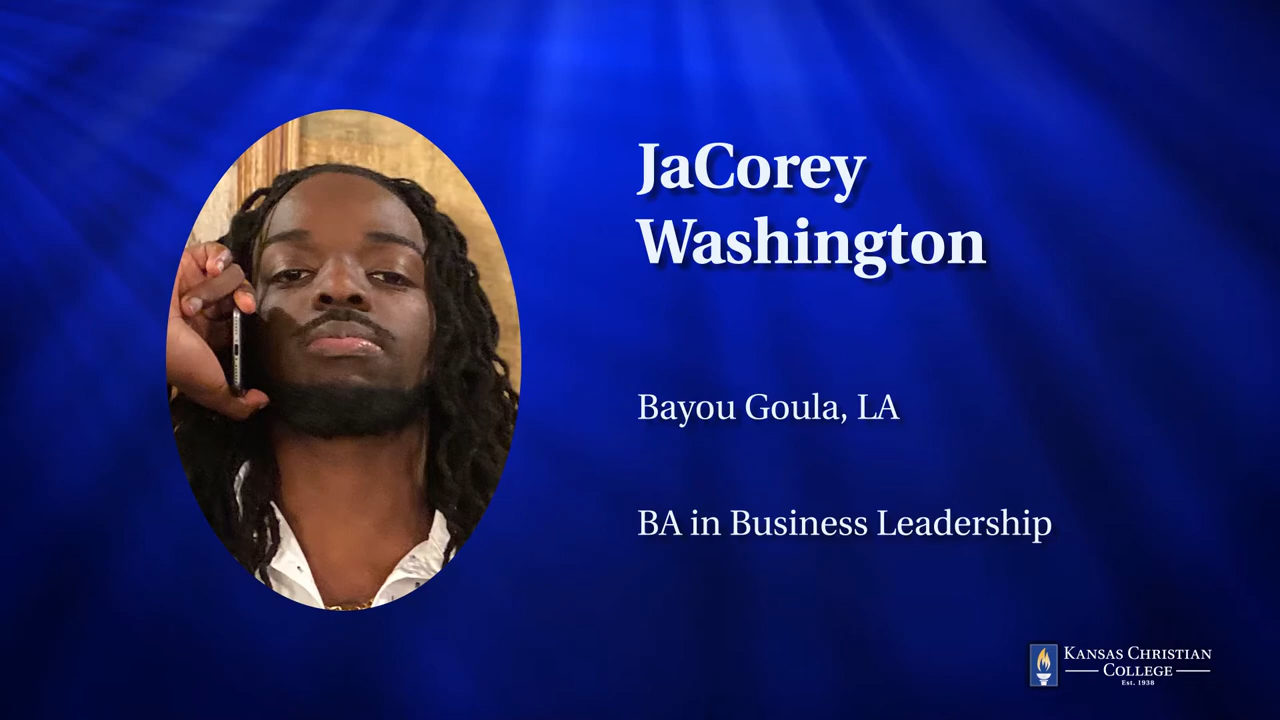 JaCorey
Washington
Bayou Goula, LA
BA in Business Leadership
KANSAS CHRISTIAN
COLLEGE
Est. 1938